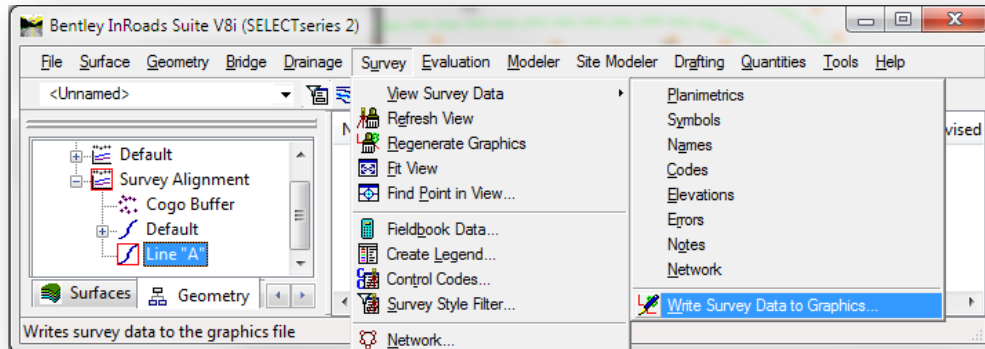 Bentley InRoads Suite V8i (SELECTseries 2)
File Surface Geometry Bridge Drainage Survey Evaluation Modeler Site Modeler Drafting Quantities Tools Help
<Unnamed>
Default
Survey Alignment
Cogo Buffer
Default
Line "A"
Surfaces Geometry
Writes survey data to the graphics file
View Survey Data
Refresh View
Regenerate Graphics
Fit View
Find Point in View...
Fieldbook Data...
Create Legend...
Control Codes...
Survey Style Filter...
Network...
Planimetrics
Symbols
Names
Codes
Elevations
Errors
Notes
Network
Write Survey Data to Graphics...